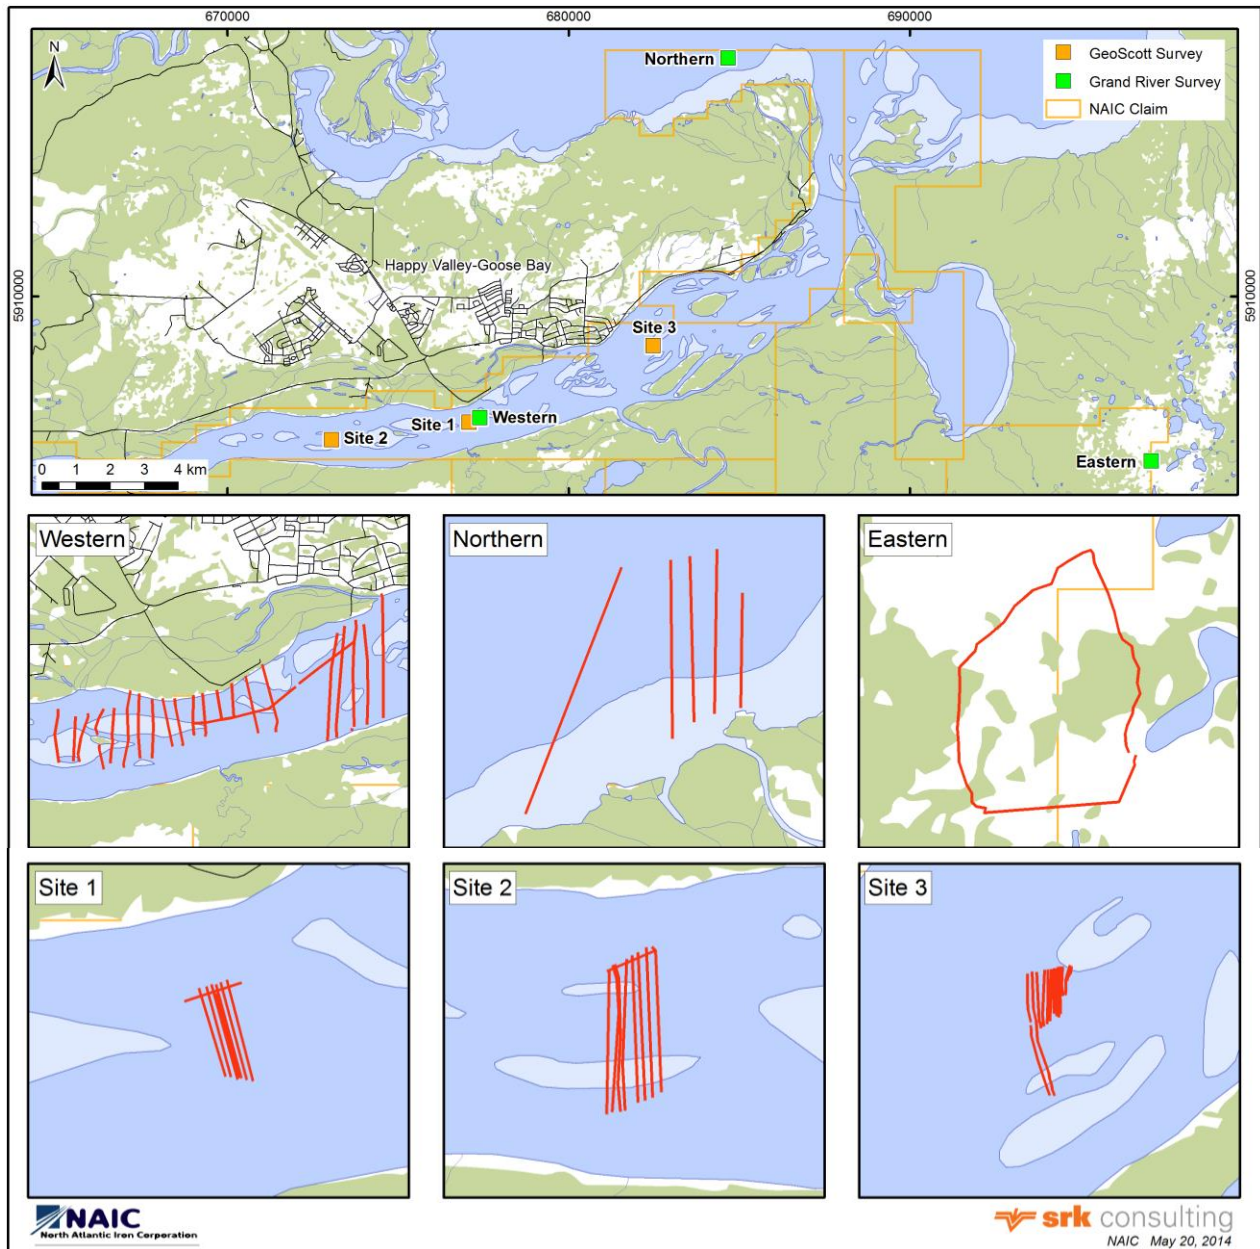 670000 680000 690000
N
Northern
GeoScott Survey
Grand River Survey
NAIC Claim
Happy Valley-Goose Bay
5910000
5910000
Site 3
Site 1
Western
Site 2
Eastern
0 1 2 3 4 km
Western
Northern
Eastern
Site 1
Site 2
Site 3
NAIC
North Atlantic Iron Corporation
srk consulting
NAIC May 20, 2014